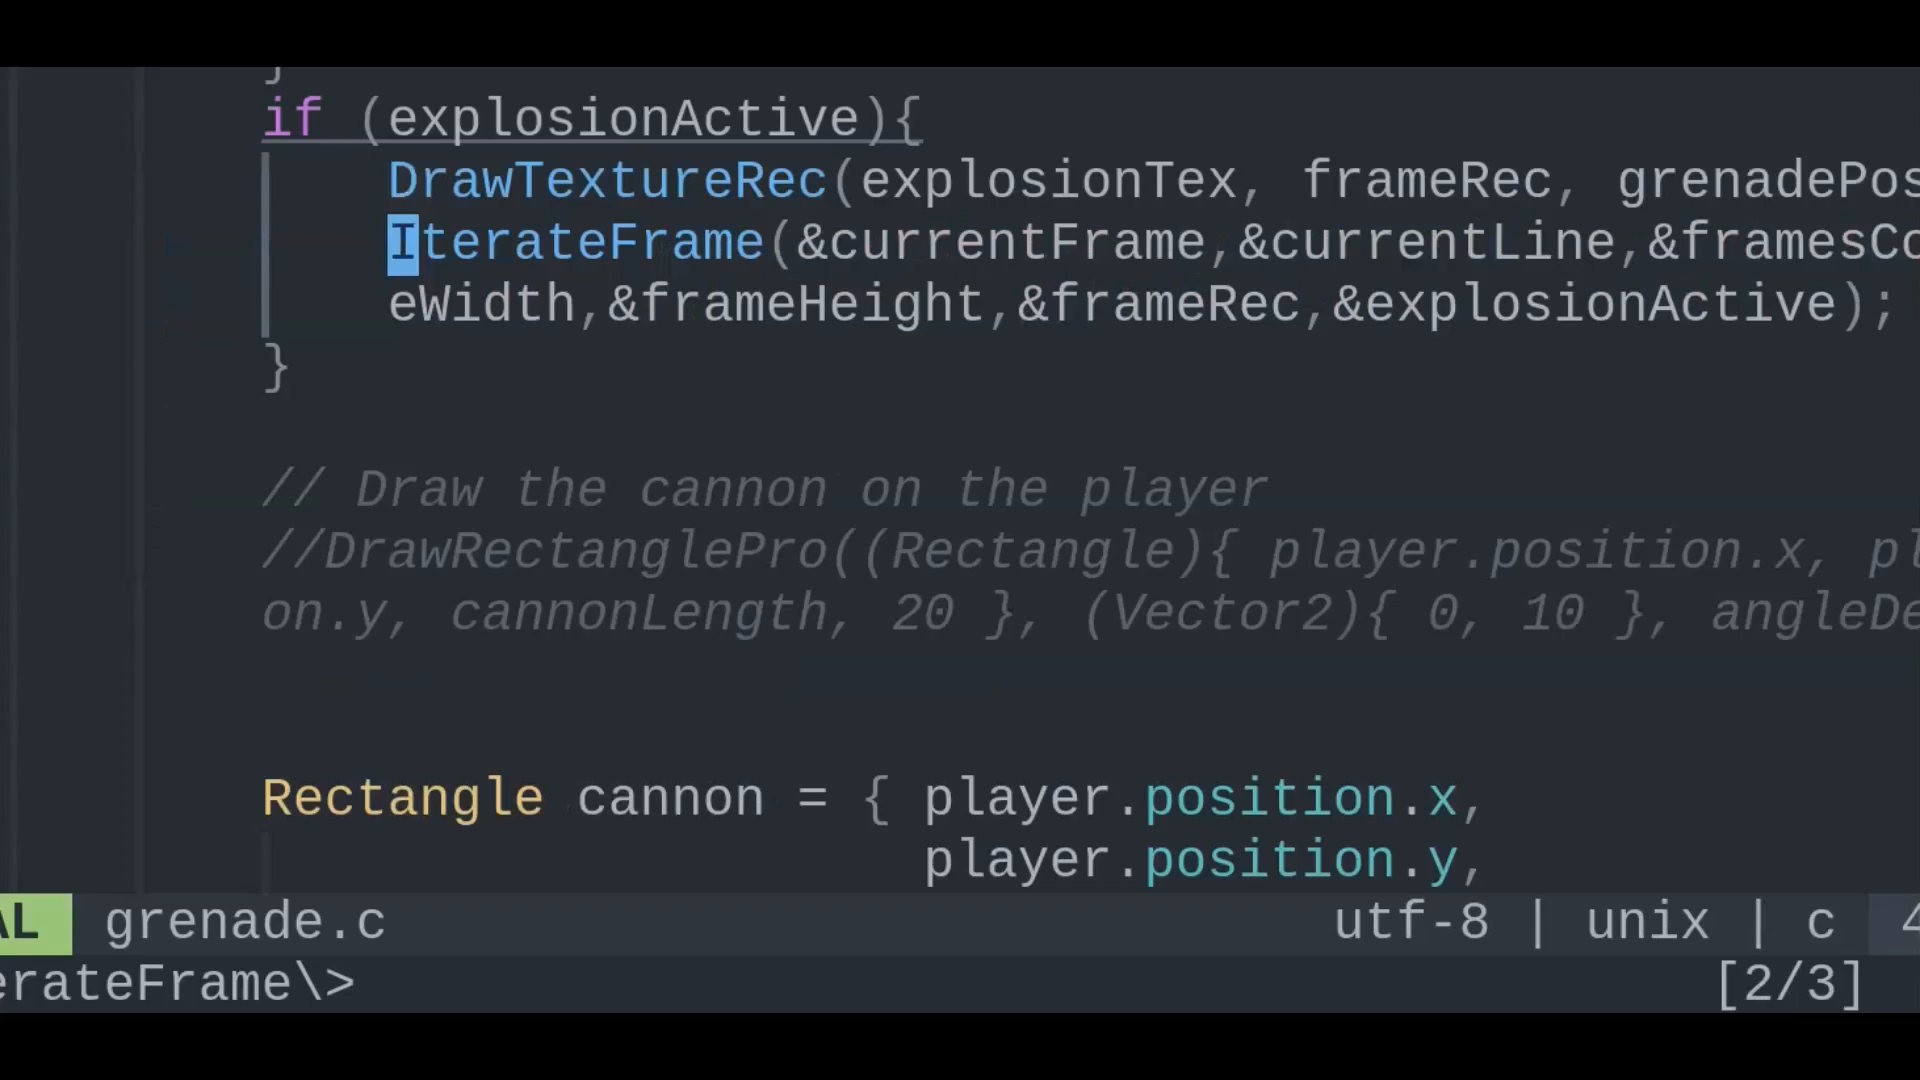 }
if (explosionActive){
DrawTextureRec(explosionTex, frameRec, grenadePos
IterateFrame(&currentFrame,&currentLine,&framesCo
eWidth,&frameHeight,&frameRec,&explosionActive);
}
// Draw the cannon on the player
//DrawRectanglePro((Rectangle){ player.position.x, pl
on.y, cannonLength, 20 }, (Vector2){ 0, 10 }, angleDe
Rectangle cannon = { player.position.x,
player.position.y,
AL grenade.c utf-8 | unix | c 4
erateFrame\> [2/3]